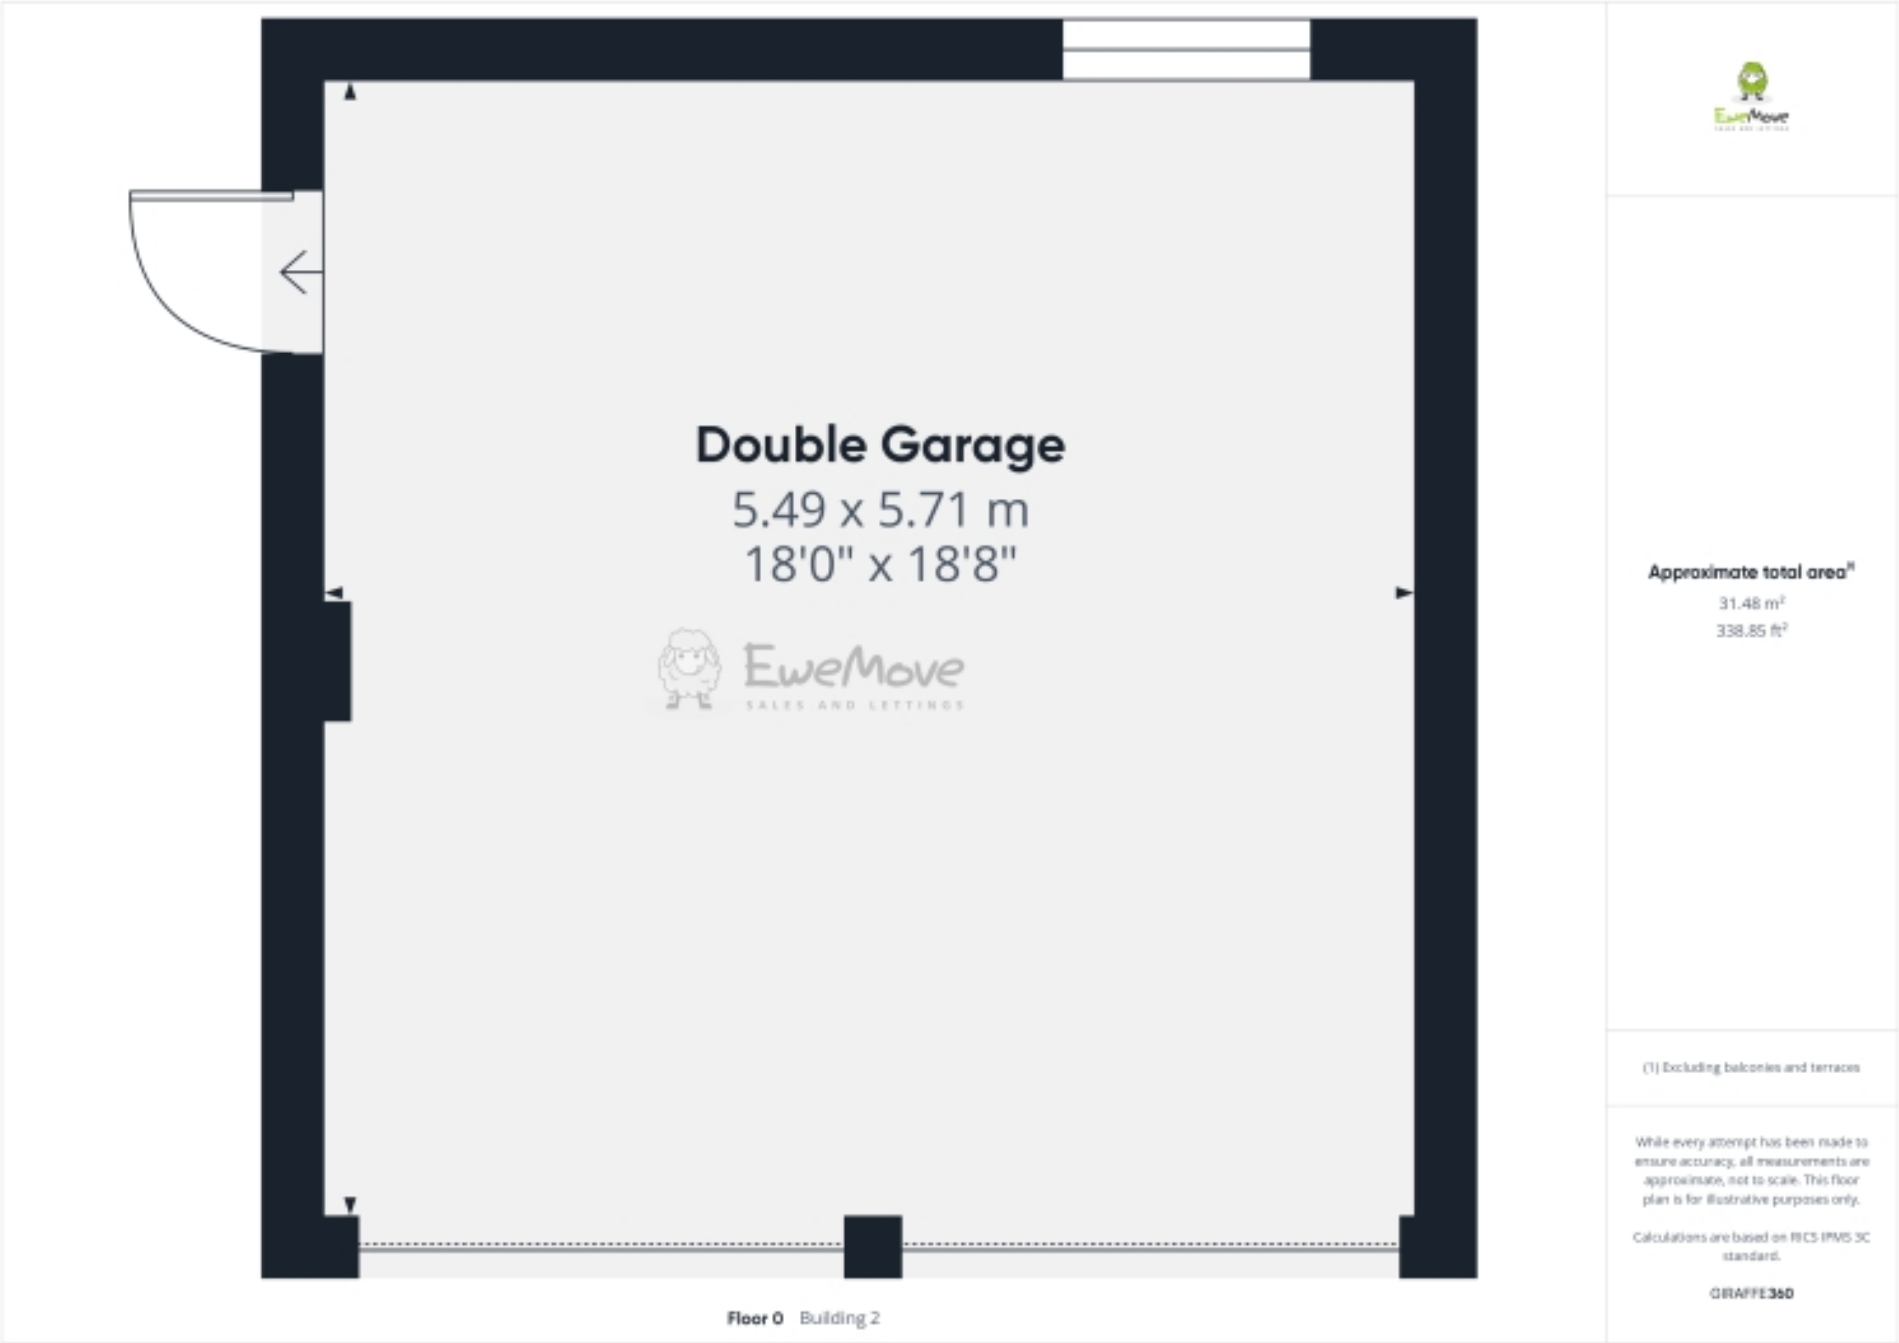 Double Garage
5.49 x 5.71 m
18'0" x 18'8"
EweMove
SALES AND LETTINGS
Floor 0 Building 2
EweMove
Approximate total area⁽¹⁾
31.48 m²
338.85 ft²
(1) Excluding balconies and terraces
While every attempt has been made to
ensure accuracy, all measurements are
approximate, not to scale. This floor
plan is for illustrative purposes only.
Calculations are based on RICS IPMS 3C
standard.
GIRAFFE360